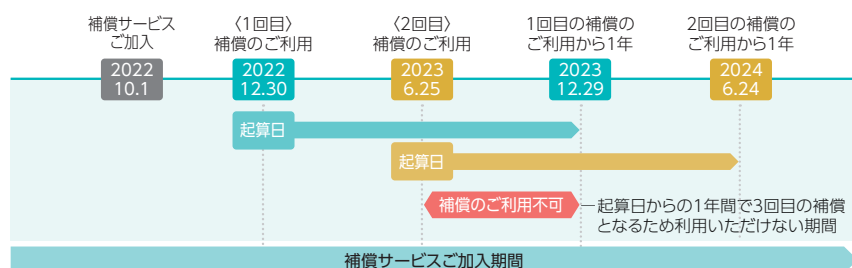 補償サービス
ご加入
〈1回目〉
補償のご利用
〈2回目〉
補償のご利用
1回目の補償の
ご利用から1年
2回目の補償の
ご利用から1年
2022
10.1
2022
12.30
2023
6.25
2023
12.29
2024
6.24
起算日
起算日
補償のご利用不可
起算日からの1年間で3回目の補償
となるため利用いただけない期間
補償サービスご加入期間